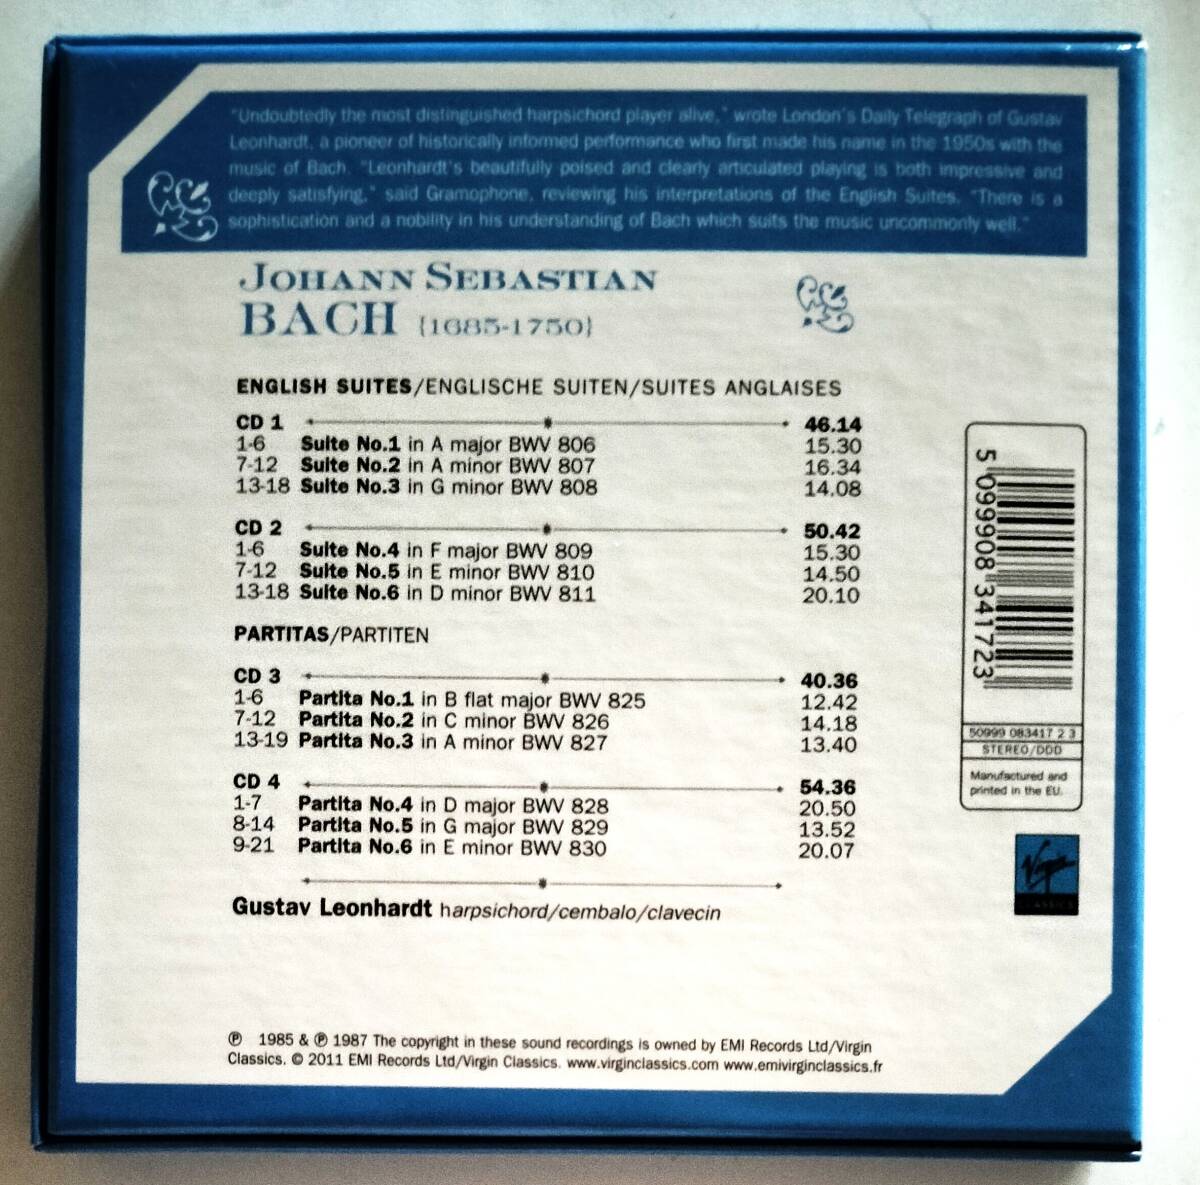 "Undoubtedly the most distinguished harpsichord player alive," wrote London's Daily Telegraph of Gustav
Leonhardt, a pioneer of historically informed performance who first made his name in the 1950s with the
music of Bach. "Leonhardt's beautifully poised and clearly articulated playing is both impressive and
deeply satisfying," said Gramophone, reviewing his interpretations of the English Suites. "There is a
sophistication and a nobility in his understanding of Bach which suits the music uncommonly well."
JOHANN SEBASTIAN
BACH {1685-1750}
ENGLISH SUITES/ENGLISCHE SUITEN/SUITES ANGLAISES
CD 1 46.14
1-6 Suite No.1 in A major BWV 806 15.30
7-12 Suite No.2 in A minor BWV 807 16.34
13-18 Suite No.3 in G minor BWV 808 14.08
CD 2 50.42
1-6 Suite No.4 in F major BWV 809 15.30
7-12 Suite No.5 in E minor BWV 810 14.50
13-18 Suite No.6 in D minor BWV 811 20.10
PARTITAS/PARTITEN
CD 3 40.36
1-6 Partita No.1 in B flat major BWV 825 12.42
7-12 Partita No.2 in C minor BWV 826 14.18
13-19 Partita No.3 in A minor BWV 827 13.40
CD 4 54.36
1-7 Partita No.4 in D major BWV 828 20.50
8-14 Partita No.5 in G major BWV 829 13.52
9-21 Partita No.6 in E minor BWV 830 20.07
Gustav Leonhardt harpsichord/cembalo/clavecin
℗ 1985 & ℗ 1987 The copyright in these sound recordings is owned by EMI Records Ltd/Virgin
Classics. © 2011 EMI Records Ltd/Virgin Classics. www.virginclassics.com www.emivirginclassics.fr
5 099908 341723
50999 083417 2 3
STEREO/DDD
Manufactured and
printed in the EU.
Virgin
CLASSICS